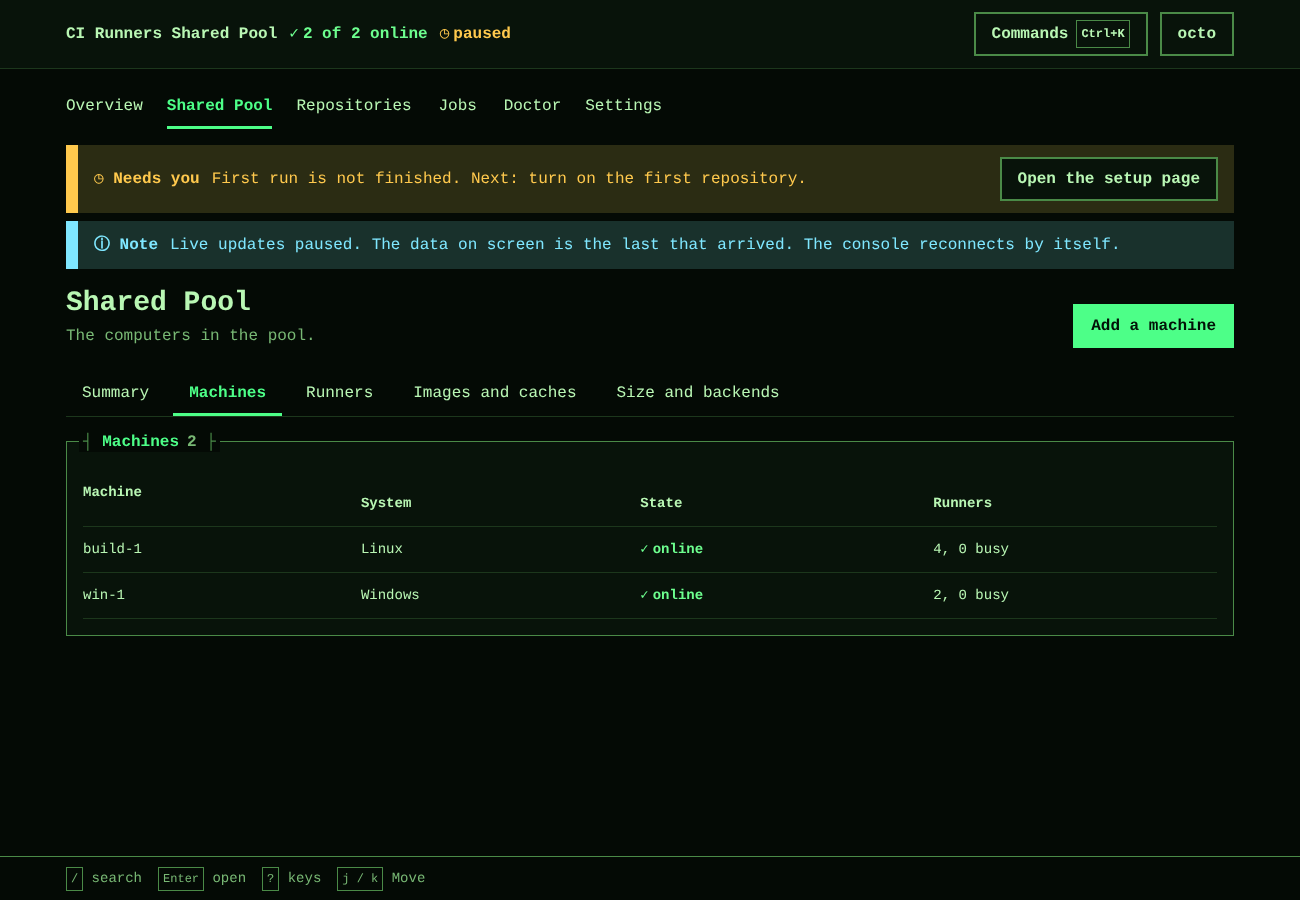 CI Runners Shared Pool ✓ 2 of 2 online ◷ paused Commands Ctrl+K octo
Overview Shared Pool Repositories Jobs Doctor Settings
◷ Needs you First run is not finished. Next: turn on the first repository. Open the setup page
ⓘ Note Live updates paused. The data on screen is the last that arrived. The console reconnects by itself.
Shared Pool
The computers in the pool.
Add a machine
Summary Machines Runners Images and caches Size and backends
Machines 2
Machine System State Runners
build-1 Linux ✓ online 4, 0 busy
win-1 Windows ✓ online 2, 0 busy
/ search Enter open ? keys j / k Move